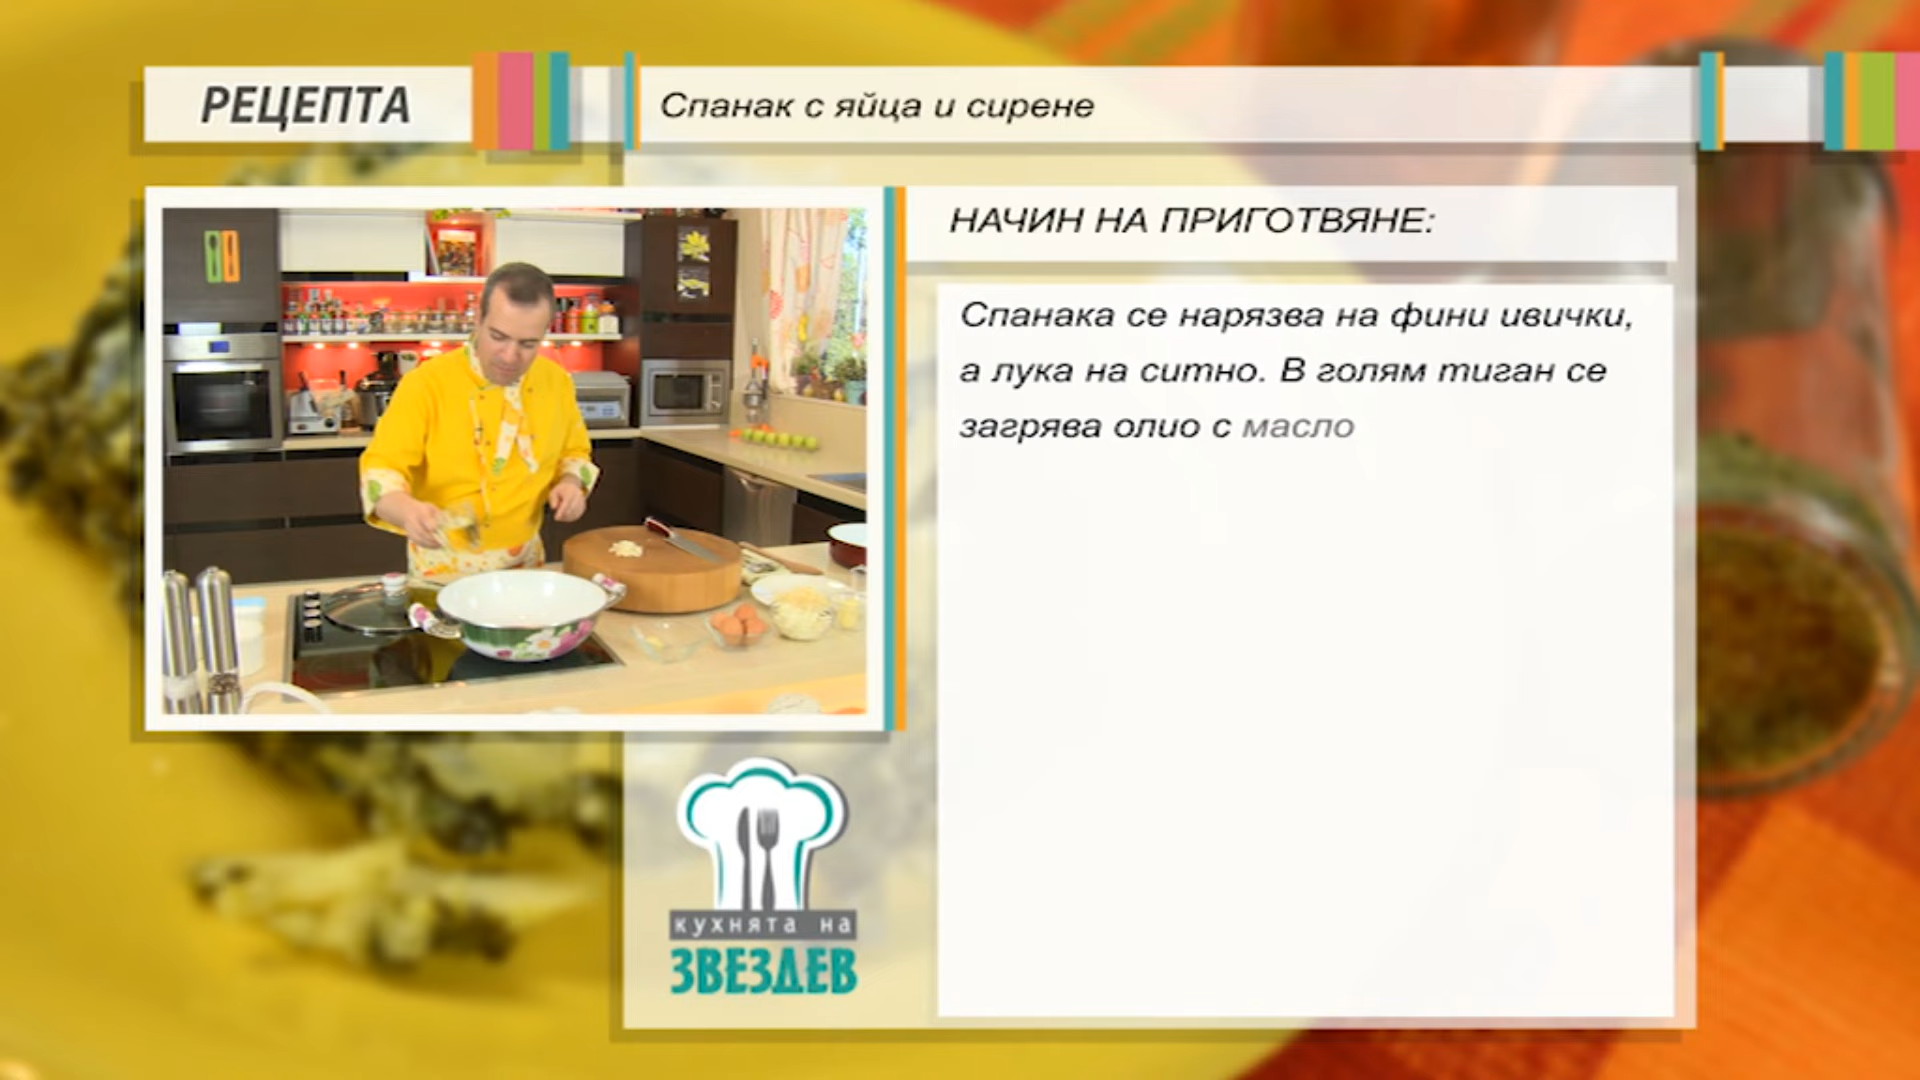 РЕЦЕПТА
Спанак с яйца и сирене
НАЧИН НА ПРИГОТВЯНЕ:
Спанака се нарязва на фини ивички,
а лука на ситно. В голям тиган се
загрява олио с масло
кухнята на
ЗВЕЗДЕВ